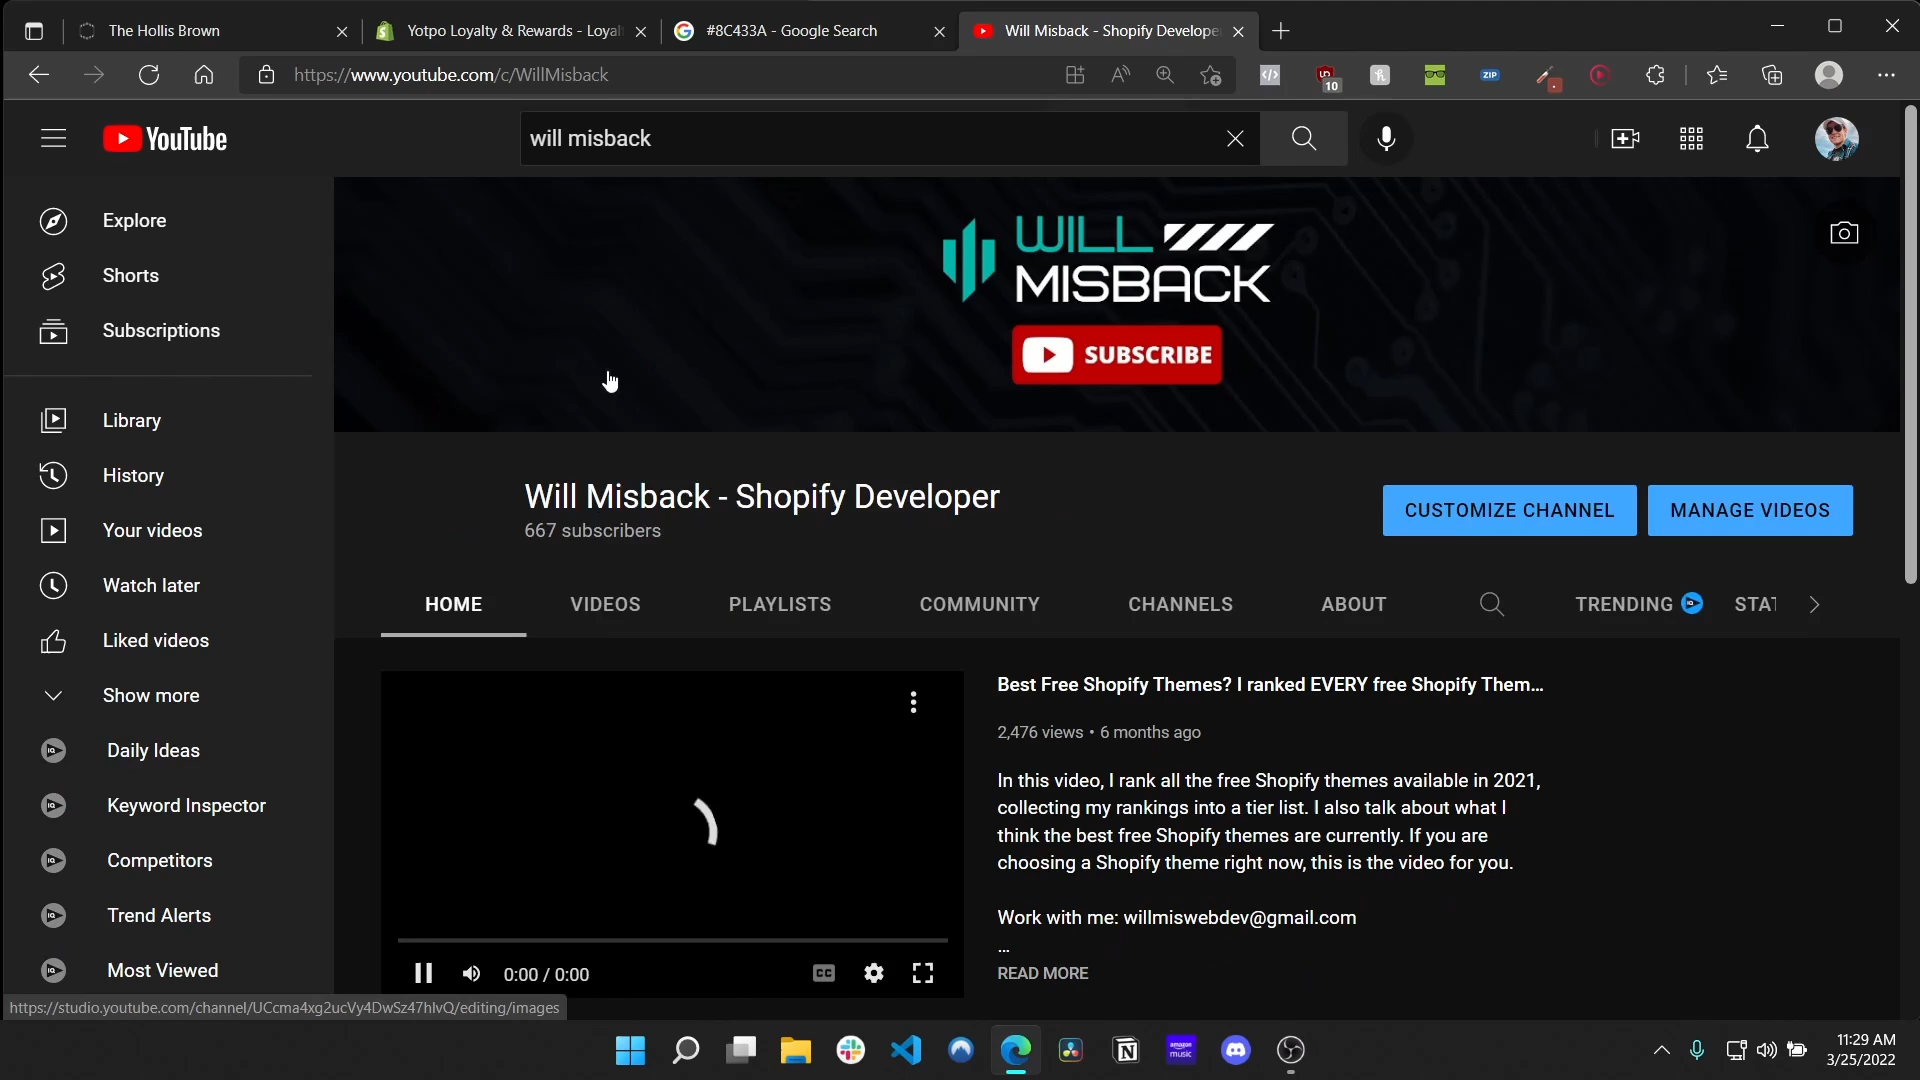 The Hollis Brown
Yotpo Loyalty & Rewards - Loyal
#8C433A - Google Search
Will Misback - Shopify Develope
https://www.youtube.com/c/WillMisback
10
ZIP
YouTube
will misback
Explore
Shorts
Subscriptions
Library
History
Your videos
Watch later
Liked videos
Show more
Daily Ideas
Keyword Inspector
Competitors
Trend Alerts
Most Viewed
WILL
MISBACK
SUBSCRIBE
Will Misback - Shopify Developer
667 subscribers
CUSTOMIZE CHANNEL
MANAGE VIDEOS
HOME
VIDEOS
PLAYLISTS
COMMUNITY
CHANNELS
ABOUT
TRENDING
STAT
0:00 / 0:00
CC
Best Free Shopify Themes? I ranked EVERY free Shopify Them...
2,476 views • 6 months ago
In this video, I rank all the free Shopify themes available in 2021,
collecting my rankings into a tier list. I also talk about what I
think the best free Shopify themes are currently. If you are
choosing a Shopify theme right now, this is the video for you.
Work with me: willmiswebdev@gmail.com
...
READ MORE
https://studio.youtube.com/channel/UCcma4xg2ucVy4DwSz47hlvQ/editing/images
amazon
music
11:29 AM
3/25/2022